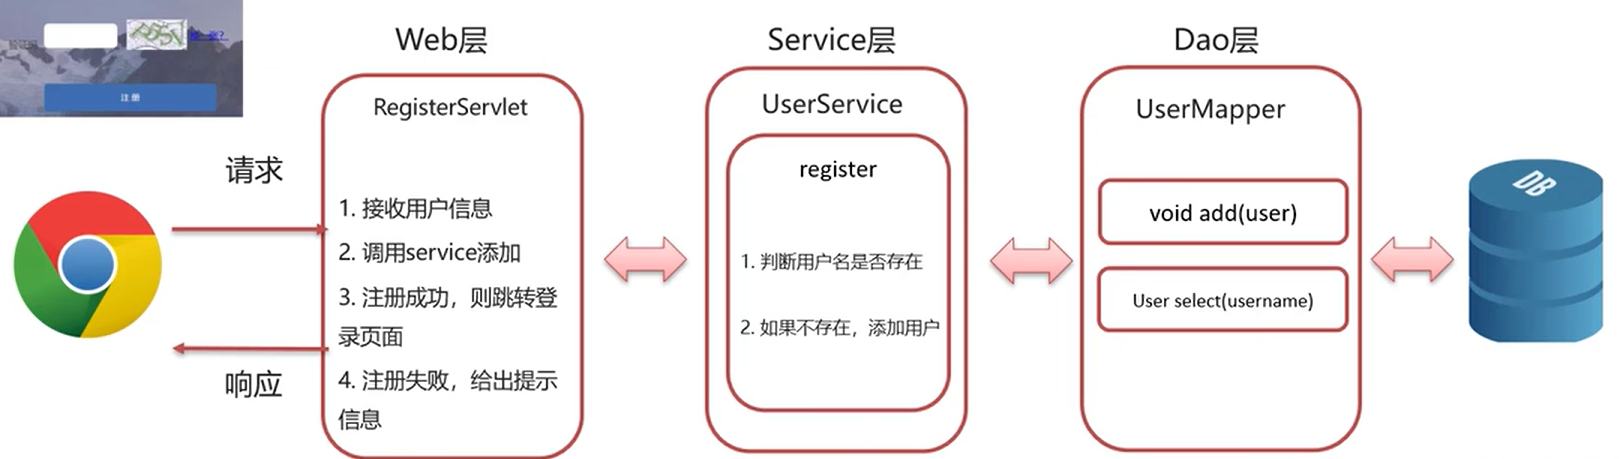 注 册
Web层
Service层
Dao层
RegisterServlet
UserService
UserMapper
请求
register
1. 接收用户信息
2. 调用service添加
3. 注册成功，则跳转登
录页面
4. 注册失败，给出提示
信息
响应
1. 判断用户名是否存在
2. 如果不存在，添加用户
void add(user)
User select(username)
DB